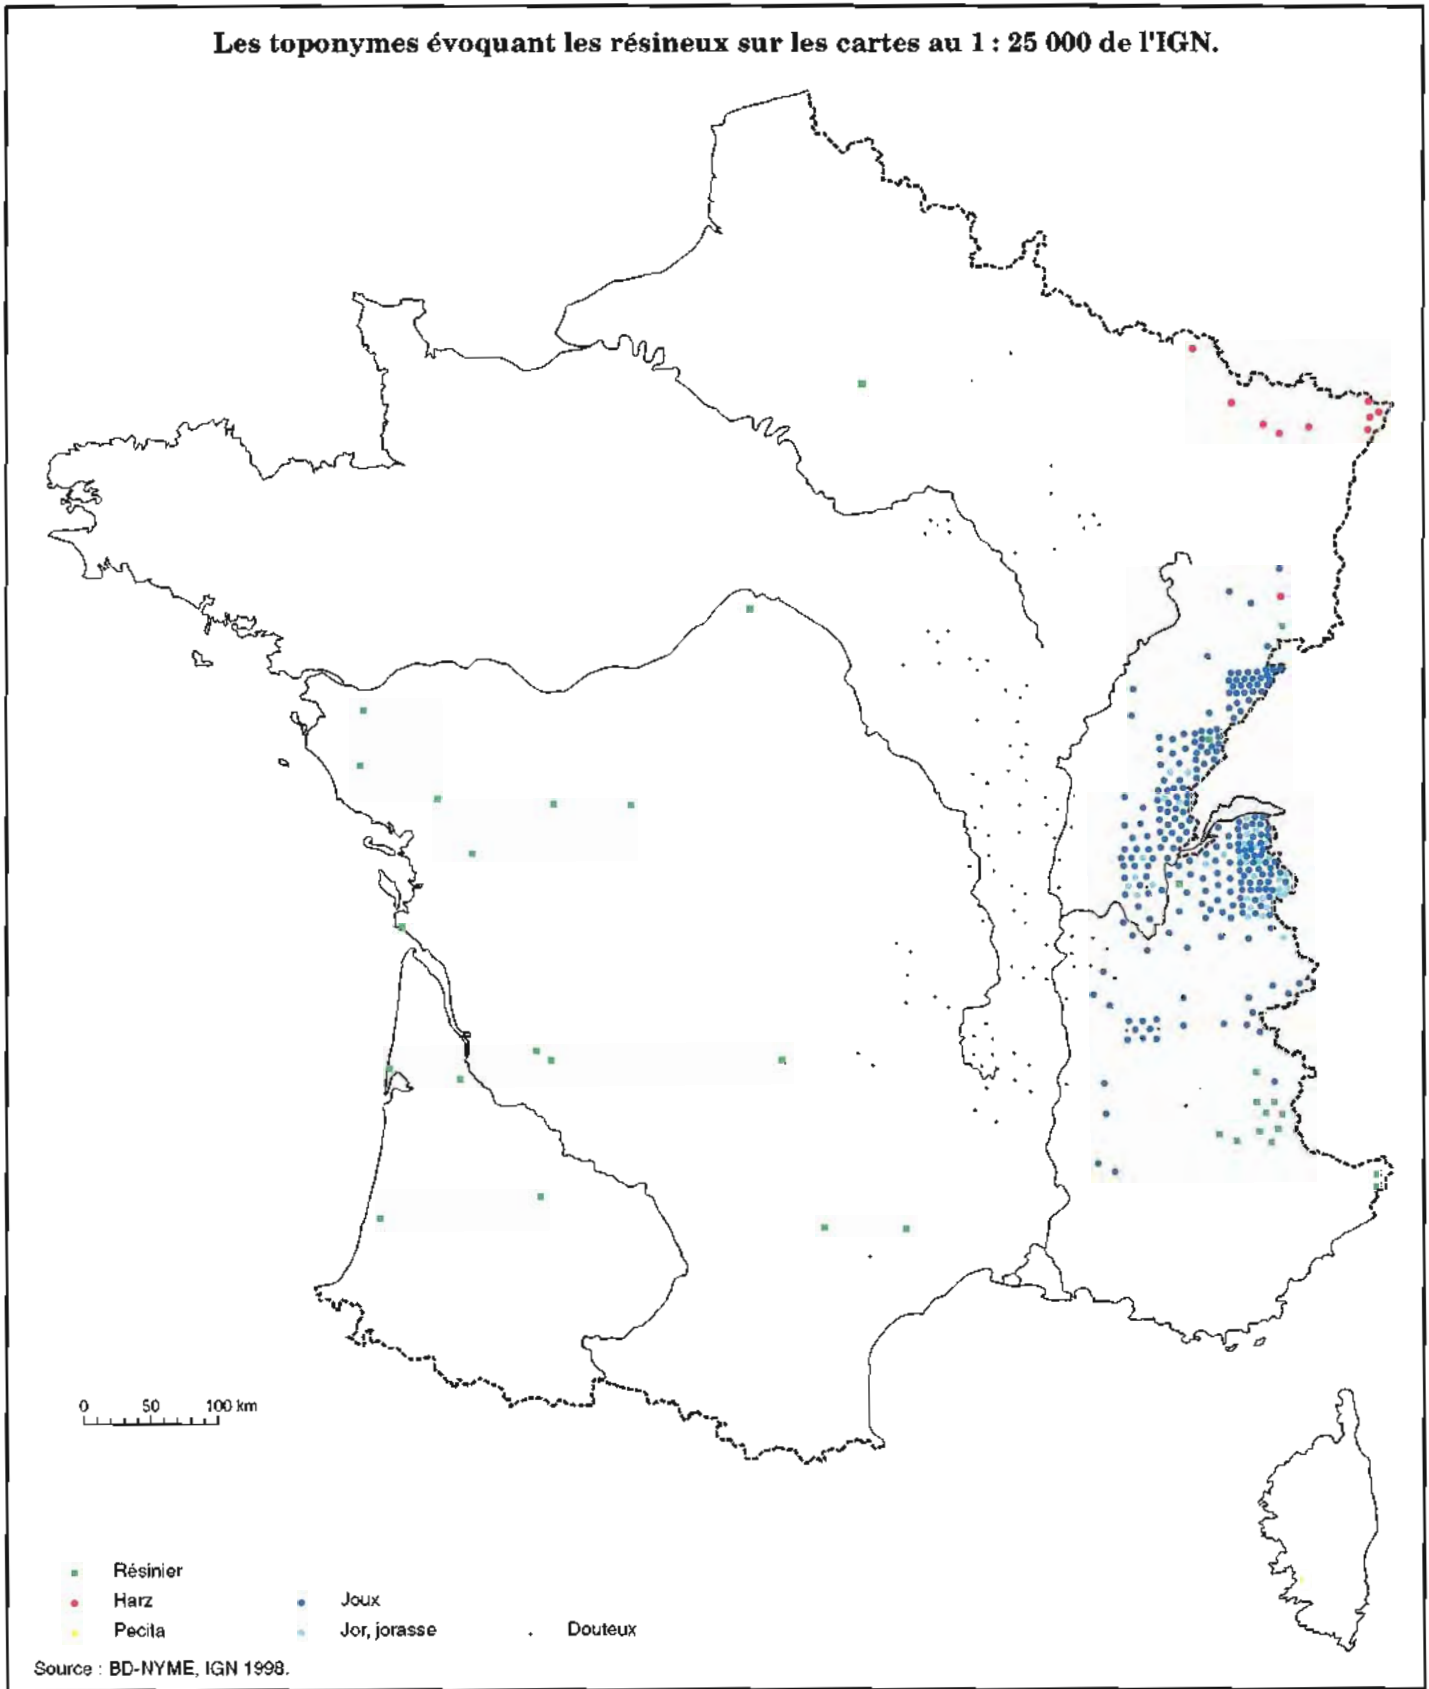 Les toponymes évoquant les résineux sur les cartes au 1 : 25 000 de l'IGN.
0 50 100 km
Résinier
Harz
Joux
Pecita
Jor, jorasse
Douteux
Source : BD-NYME, IGN 1998.